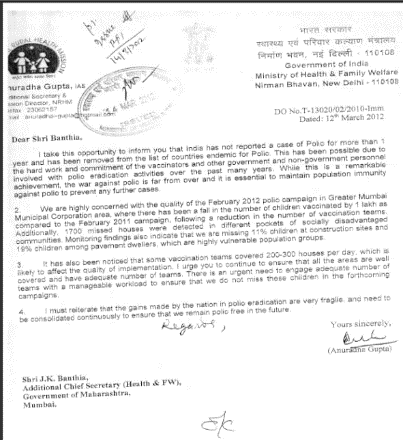 भारत सरकार
स्वास्थ्य एवं परिवार कल्याण मंत्रालय
निर्माण भवन, नई दिल्ली - 110108
Government of India
Ministry of Health & Family Welfare
Nirman Bhavan, New Delhi - 110108
Anuradha Gupta, IAS
Additional Secretary &
Mission Director, NRHM
DO No.T-13020/02/2010-Imm
Dated: 12th March 2012
Dear Shri Banthia,
I take this opportunity to inform you that India has not reported a case of Polio for more than 1
year and has been removed from the list of countries endemic for Polio. This has been possible due to
the hard work and commitment of the vaccinators and other government and non-government personnel
involved with polio eradication activities over the past many years. While this is a remarkable
achievement, the war against polio is far from over and it is essential to maintain population immunity
against polio to prevent any further cases.
2. We are highly concerned with the quality of the February 2012 polio campaign in Greater Mumbai
Municipal Corporation area, where there has been a fall in the number of children vaccinated by 1 lakh as
compared to the February 2011 campaign, following a reduction in the number of vaccination teams.
Additionally, 1700 missed houses were detected in different pockets of socially disadvantaged
communities. Monitoring findings also indicate that we are missing 11% children at construction sites and
19% children among pavement dwellers, which are highly vulnerable population groups.
3. It has also been noticed that some vaccination teams covered 200-300 houses per day, which is
likely to affect the quality of implementation. I urge you to continue to ensure that all the areas are well
covered and have adequate number of teams. There is an urgent need to engage adequate number of
teams with a manageable workload to ensure that we do not miss these children in the forthcoming
campaigns.
4. I must reiterate that the gains made by the nation in polio eradication are very fragile, and need to
be consolidated continuously to ensure that we remain polio free in the future.
Regards,
Yours sincerely,
(Anuradha Gupta)
Shri J.K. Banthia,
Additional Chief Secretary (Health & FW),
Government of Maharashtra,
Mumbai.